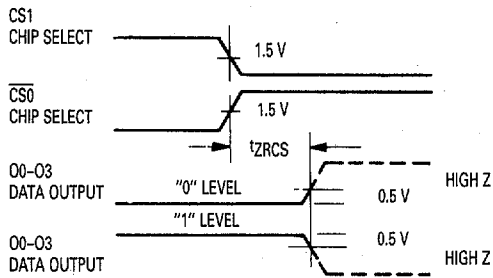 CS1
CHIP SELECT
1.5 V
CS0
CHIP SELECT
1.5 V
tZRCS
O0–O3
DATA OUTPUT
"0" LEVEL
HIGH Z
0.5 V
"1" LEVEL
0.5 V
O0–O3
DATA OUTPUT
HIGH Z